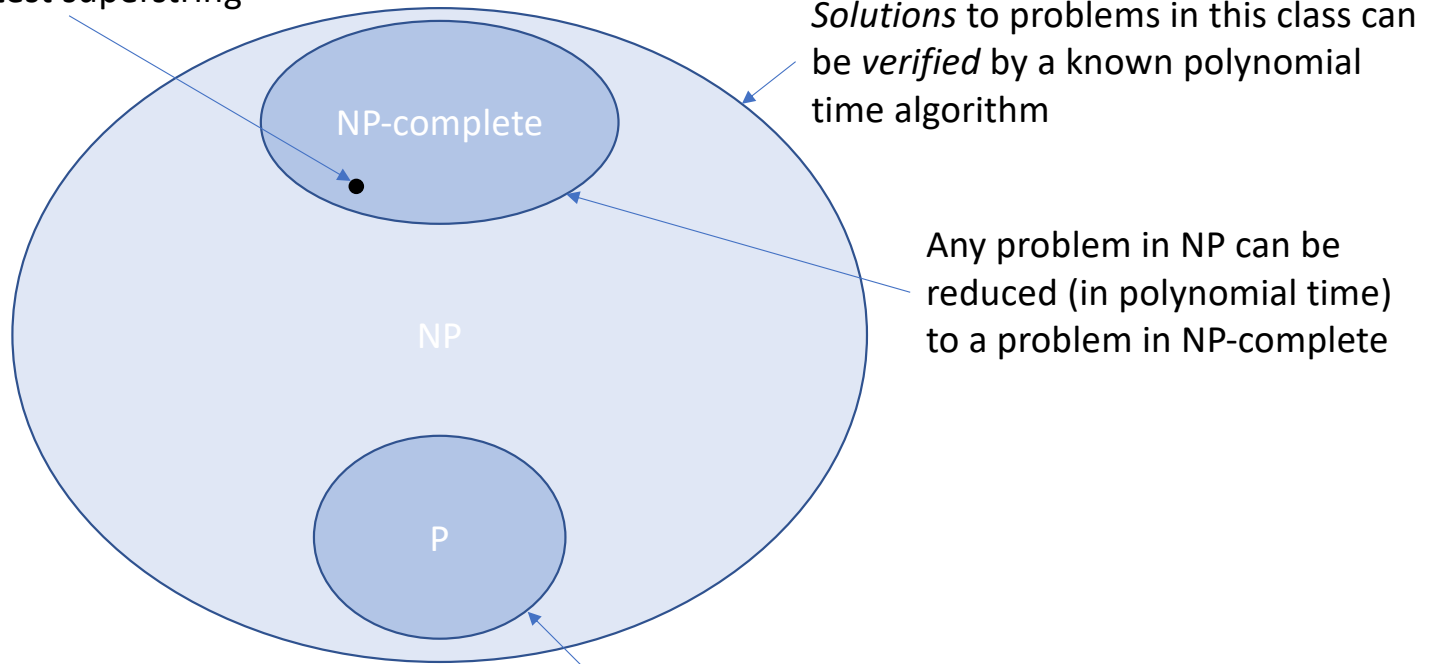 superstring
Solutions to problems in this class can
be verified by a known polynomial
time algorithm
NP-complete
Any problem in NP can be
reduced (in polynomial time)
to a problem in NP-complete
NP
P